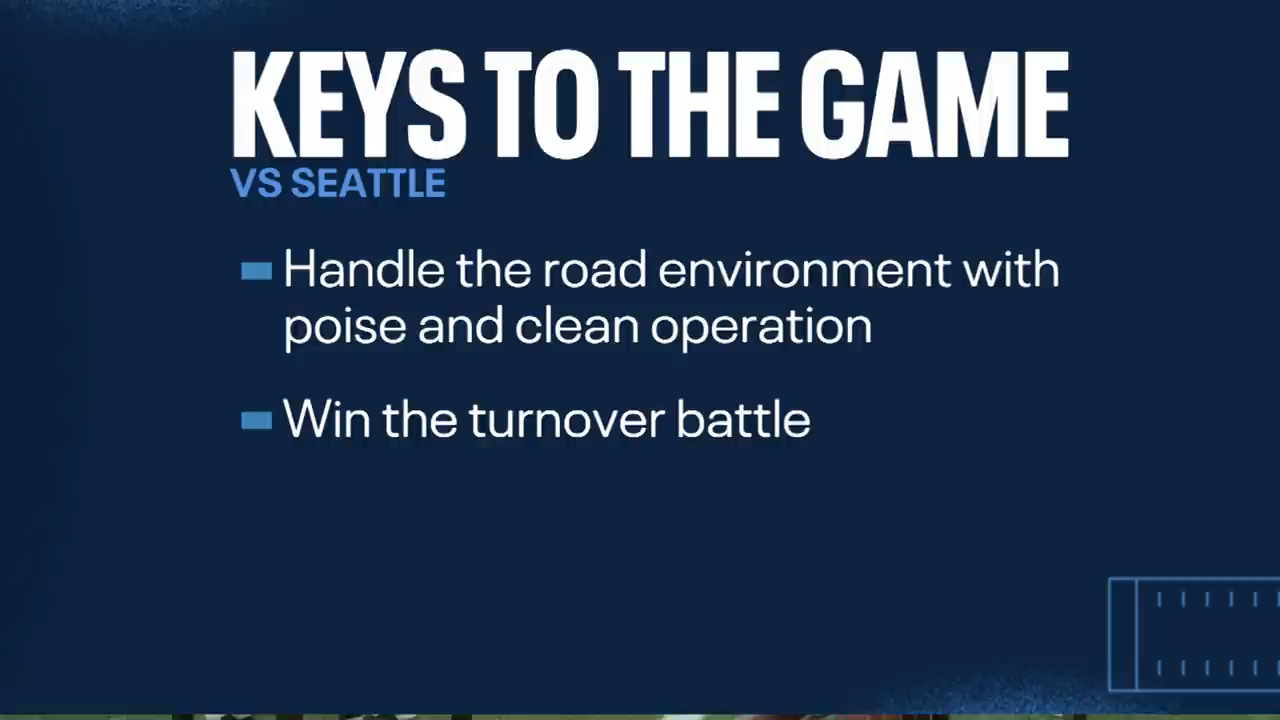 KEYS TO THE GAME
VS SEATTLE
Handle the road environment with
poise and clean operation
Win the turnover battle